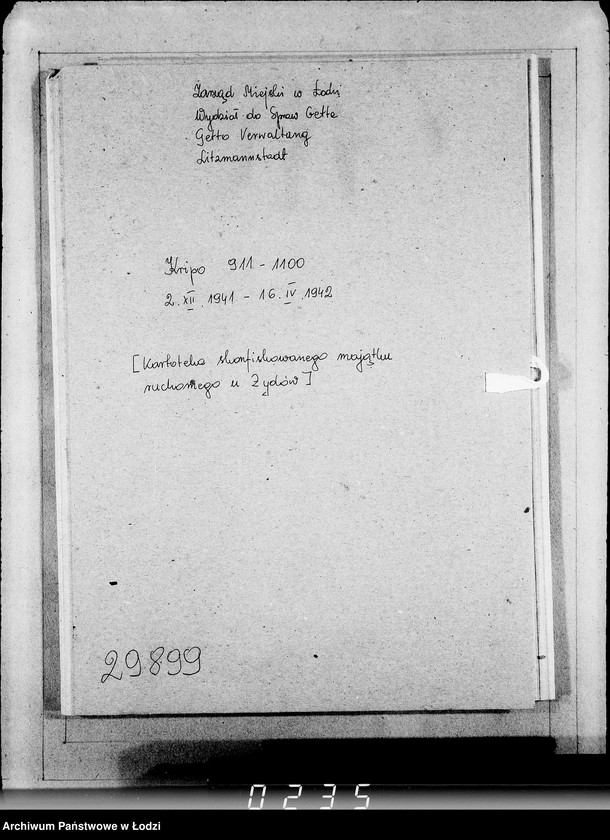 Zarząd Miejski w Łodzi
Wydział do Spraw Getta
Getto Verwaltung
Litzmannstadt
Kripo 911 - 1100
2.XII.1941 - 16.IV.1942
[Kartoteka skonfiskowanego majątku
ruchomego u Żydów]
29899
0235
Archiwum Państwowe w Łodzi